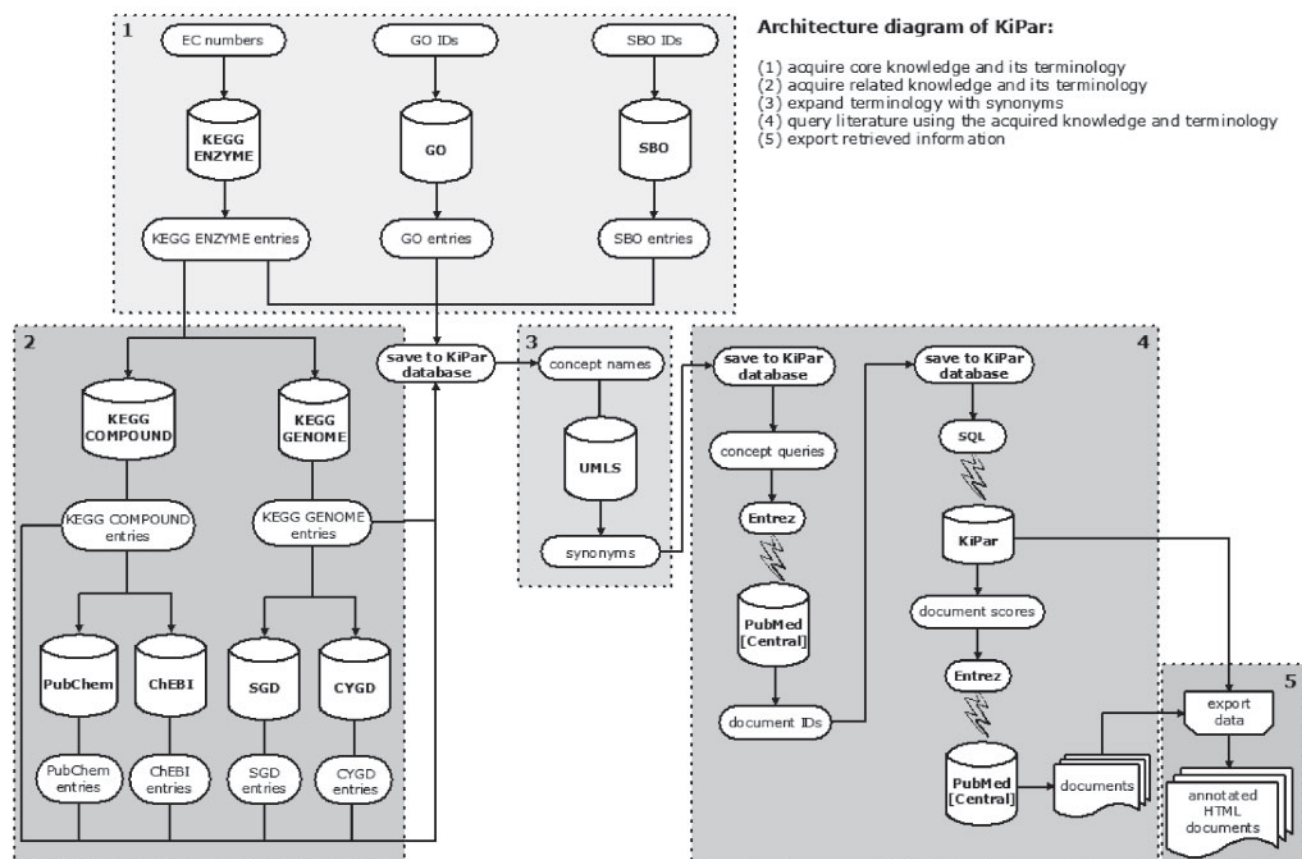 1
EC numbers
GO IDs
SBO IDs
KEGG
ENZYME
GO
SBO
KEGG ENZYME entries
GO entries
SBO entries
Architecture diagram of KiPar:
(1) acquire core knowledge and its terminology
(2) acquire related knowledge and its terminology
(3) expand terminology with synonyms
(4) query literature using the acquired knowledge and terminology
(5) export retrieved information
2
KEGG
COMPOUND
KEGG
GENOME
KEGG COMPOUND
entries
KEGG GENOME
entries
PubChem
ChEBI
SGD
CYGD
PubChem
entries
ChEBI
entries
SGD
entries
CYGD
entries
save to KiPar
database
3
concept names
UMLS
synonyms
4
save to KiPar
database
concept queries
Entrez
PubMed
[Central]
document IDs
save to KiPar
database
SQL
KiPar
document scores
Entrez
PubMed
[Central]
documents
5
export
data
annotated
HTML
documents